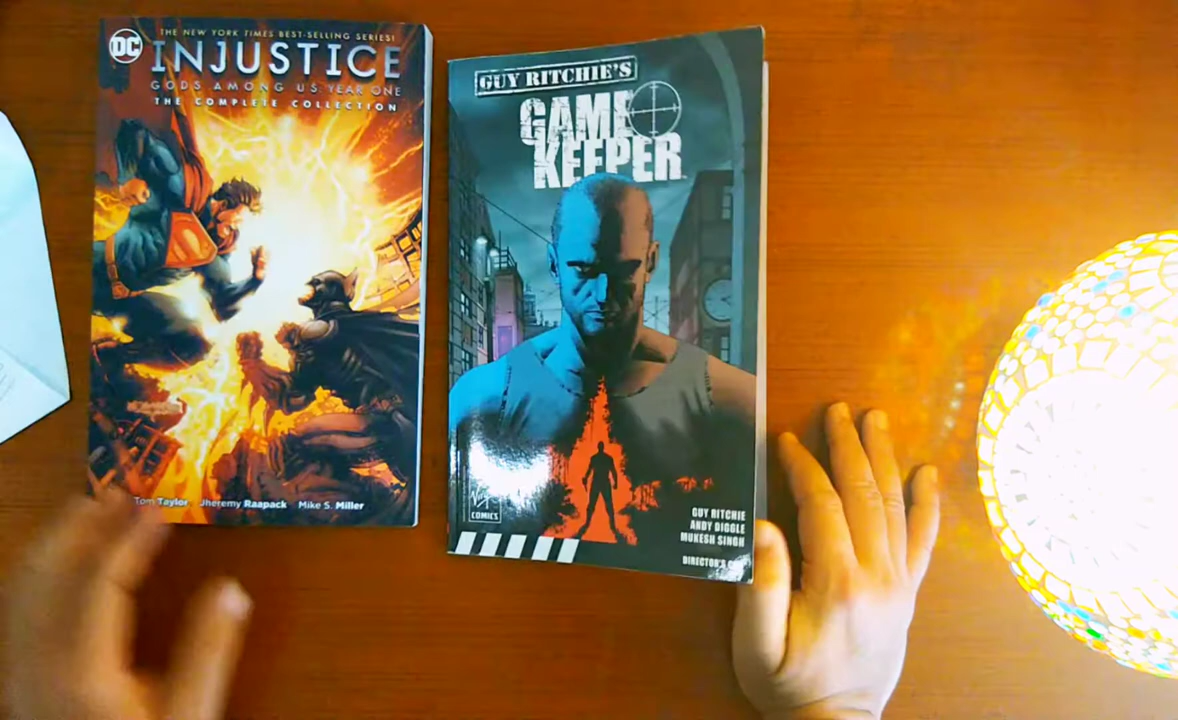 DC
THE NEW YORK TIMES BEST-SELLING SERIES!
INJUSTICE
GODS AMONG US: YEAR ONE
THE COMPLETE COLLECTION
Tom Taylor Jheremy Raapack Mike S. Miller
GUY RITCHIE'S
GAME
KEEPER
COMICS
GUY RITCHIE
ANDY DIGGLE
MUKESH SINGH
DIRECTOR'S